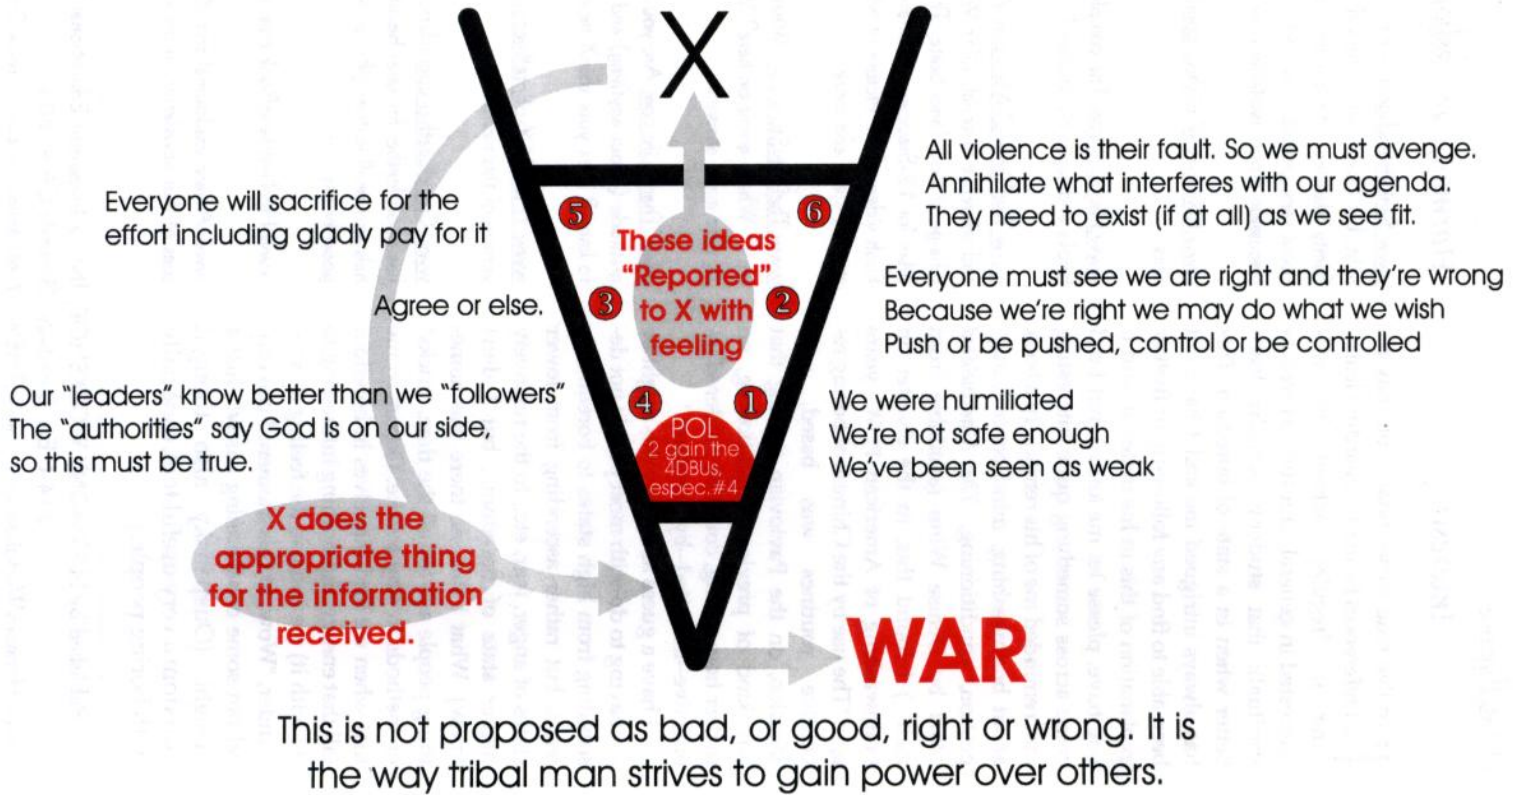 X
All violence is their fault. So we must avenge.
Annihilate what interferes with our agenda.
They need to exist (if at all) as we see fit.
Everyone will sacrifice for the
effort including gladly pay for it
5
6
These ideas
"Reported"
to X with
feeling
3
2
Everyone must see we are right and they're wrong
Because we're right we may do what we wish
Push or be pushed, control or be controlled
Agree or else.
Our "leaders" know better than we "followers"
The "authorities" say God is on our side,
so this must be true.
4
1
We were humiliated
We're not safe enough
We've been seen as weak
POL
2 gain the
4DBUs,
espec.#4
X does the
appropriate thing
for the information
received.
WAR
This is not proposed as bad, or good, right or wrong. It is
the way tribal man strives to gain power over others.